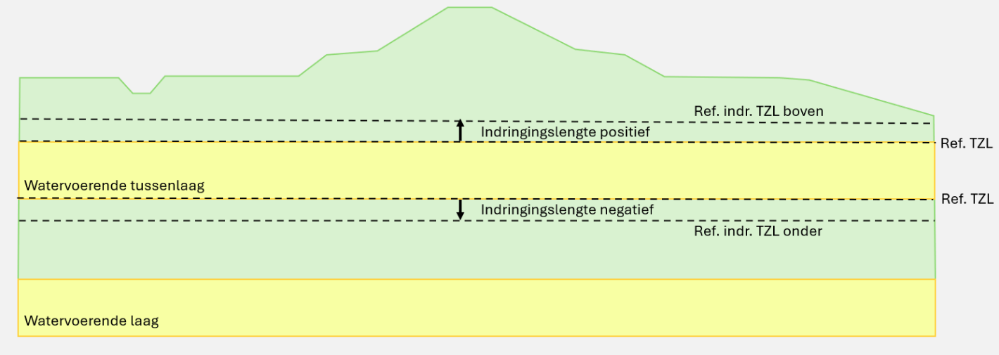 Ref. indr. TZL boven
Indringingslengte positief
Ref. TZL
Watervoerende tussenlaag
Ref. TZL
Indringingslengte negatief
Ref. indr. TZL onder
Watervoerende laag